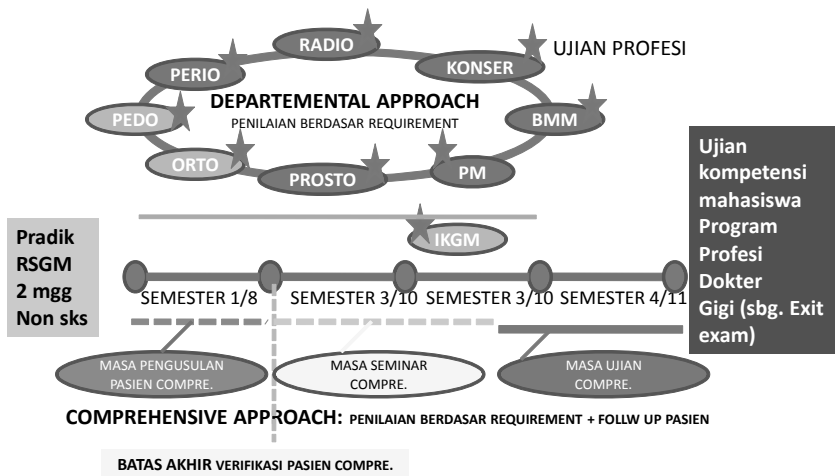 RADIO
UJIAN PROFESI
PERIO
KONSER
DEPARTEMENTAL APPROACH
PENILAIAN BERDASAR REQUIREMENT
PEDO
BMM
ORTO
PROSTO
PM
IKGM
Pradik
RSGM
2 mgg
Non sks
SEMESTER 1/8
SEMESTER 3/10
SEMESTER 3/10
SEMESTER 4/11
Ujian
kompetensi
mahasiswa
Program
Profesi
Dokter
Gigi (sbg. Exit
exam)
MASA PENGUSULAN
PASIEN COMPRE.
MASA SEMINAR
COMPRE.
MASA UJIAN
COMPRE.
COMPREHENSIVE APPROACH: PENILAIAN BERDASAR REQUIREMENT + FOLLW UP PASIEN
BATAS AKHIR VERIFIKASI PASIEN COMPRE.